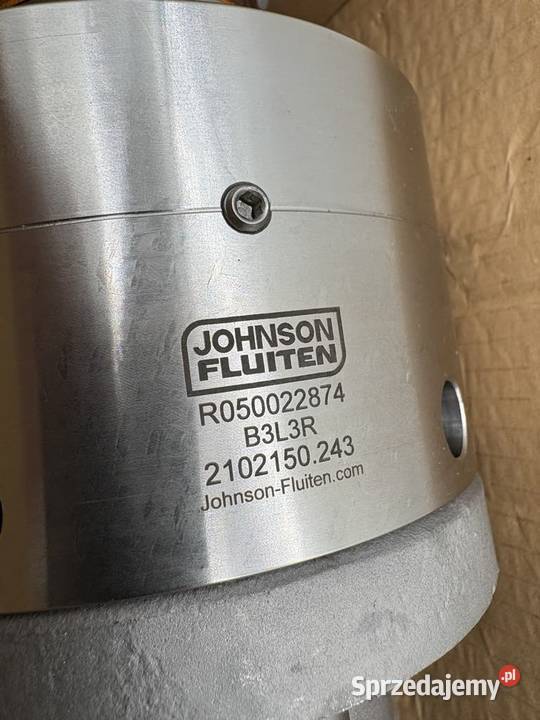 JOHNSON
FLUITEN
R050022874
B3L3R
2102150.243
Johnson-Fluiten.com
Sprzedajemy.pl